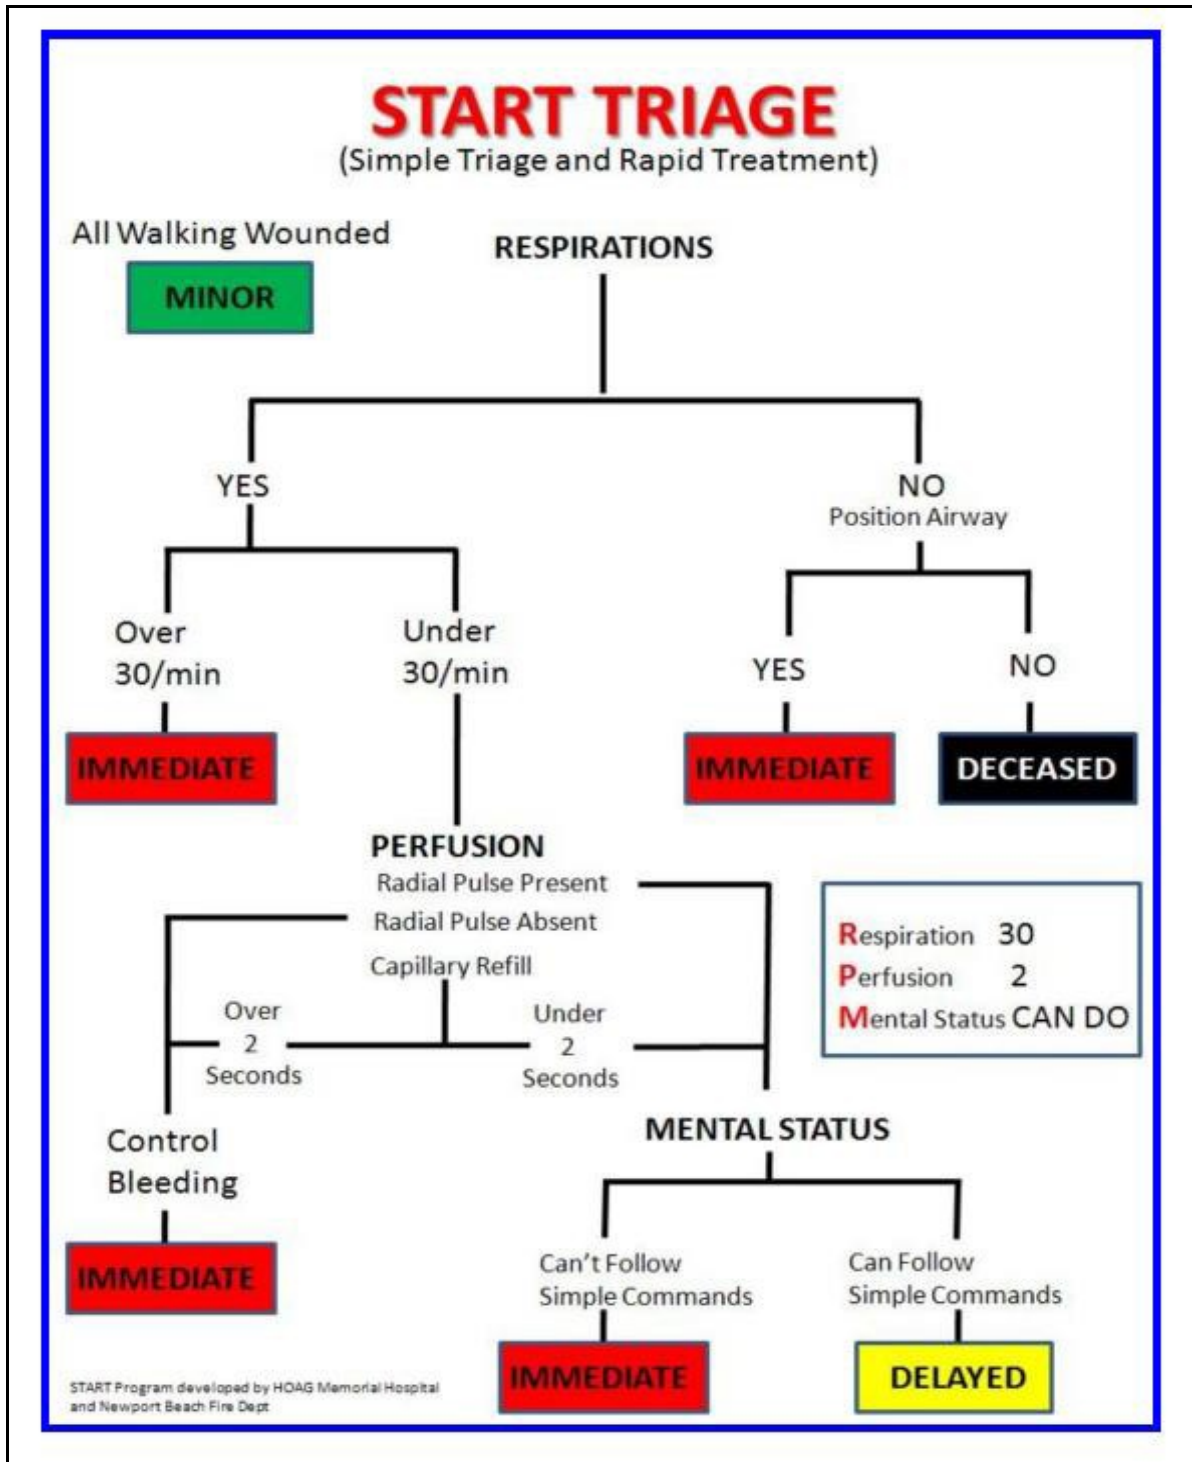 START TRIAGE
(Simple Triage and Rapid Treatment)
All Walking Wounded
MINOR
RESPIRATIONS
YES
NO
Position Airway
Over
30/min
Under
30/min
YES
NO
IMMEDIATE
IMMEDIATE
DECEASED
PERFUSION
Radial Pulse Present
Radial Pulse Absent
Capillary Refill
Over
2
Seconds
Under
2
Seconds
Respiration 30
Perfusion 2
Mental Status CAN DO
Control
Bleeding
IMMEDIATE
MENTAL STATUS
Can't Follow
Simple Commands
Can Follow
Simple Commands
IMMEDIATE
DELAYED
START Program developed by HOAG Memorial Hospital
and Newport Beach Fire Dept